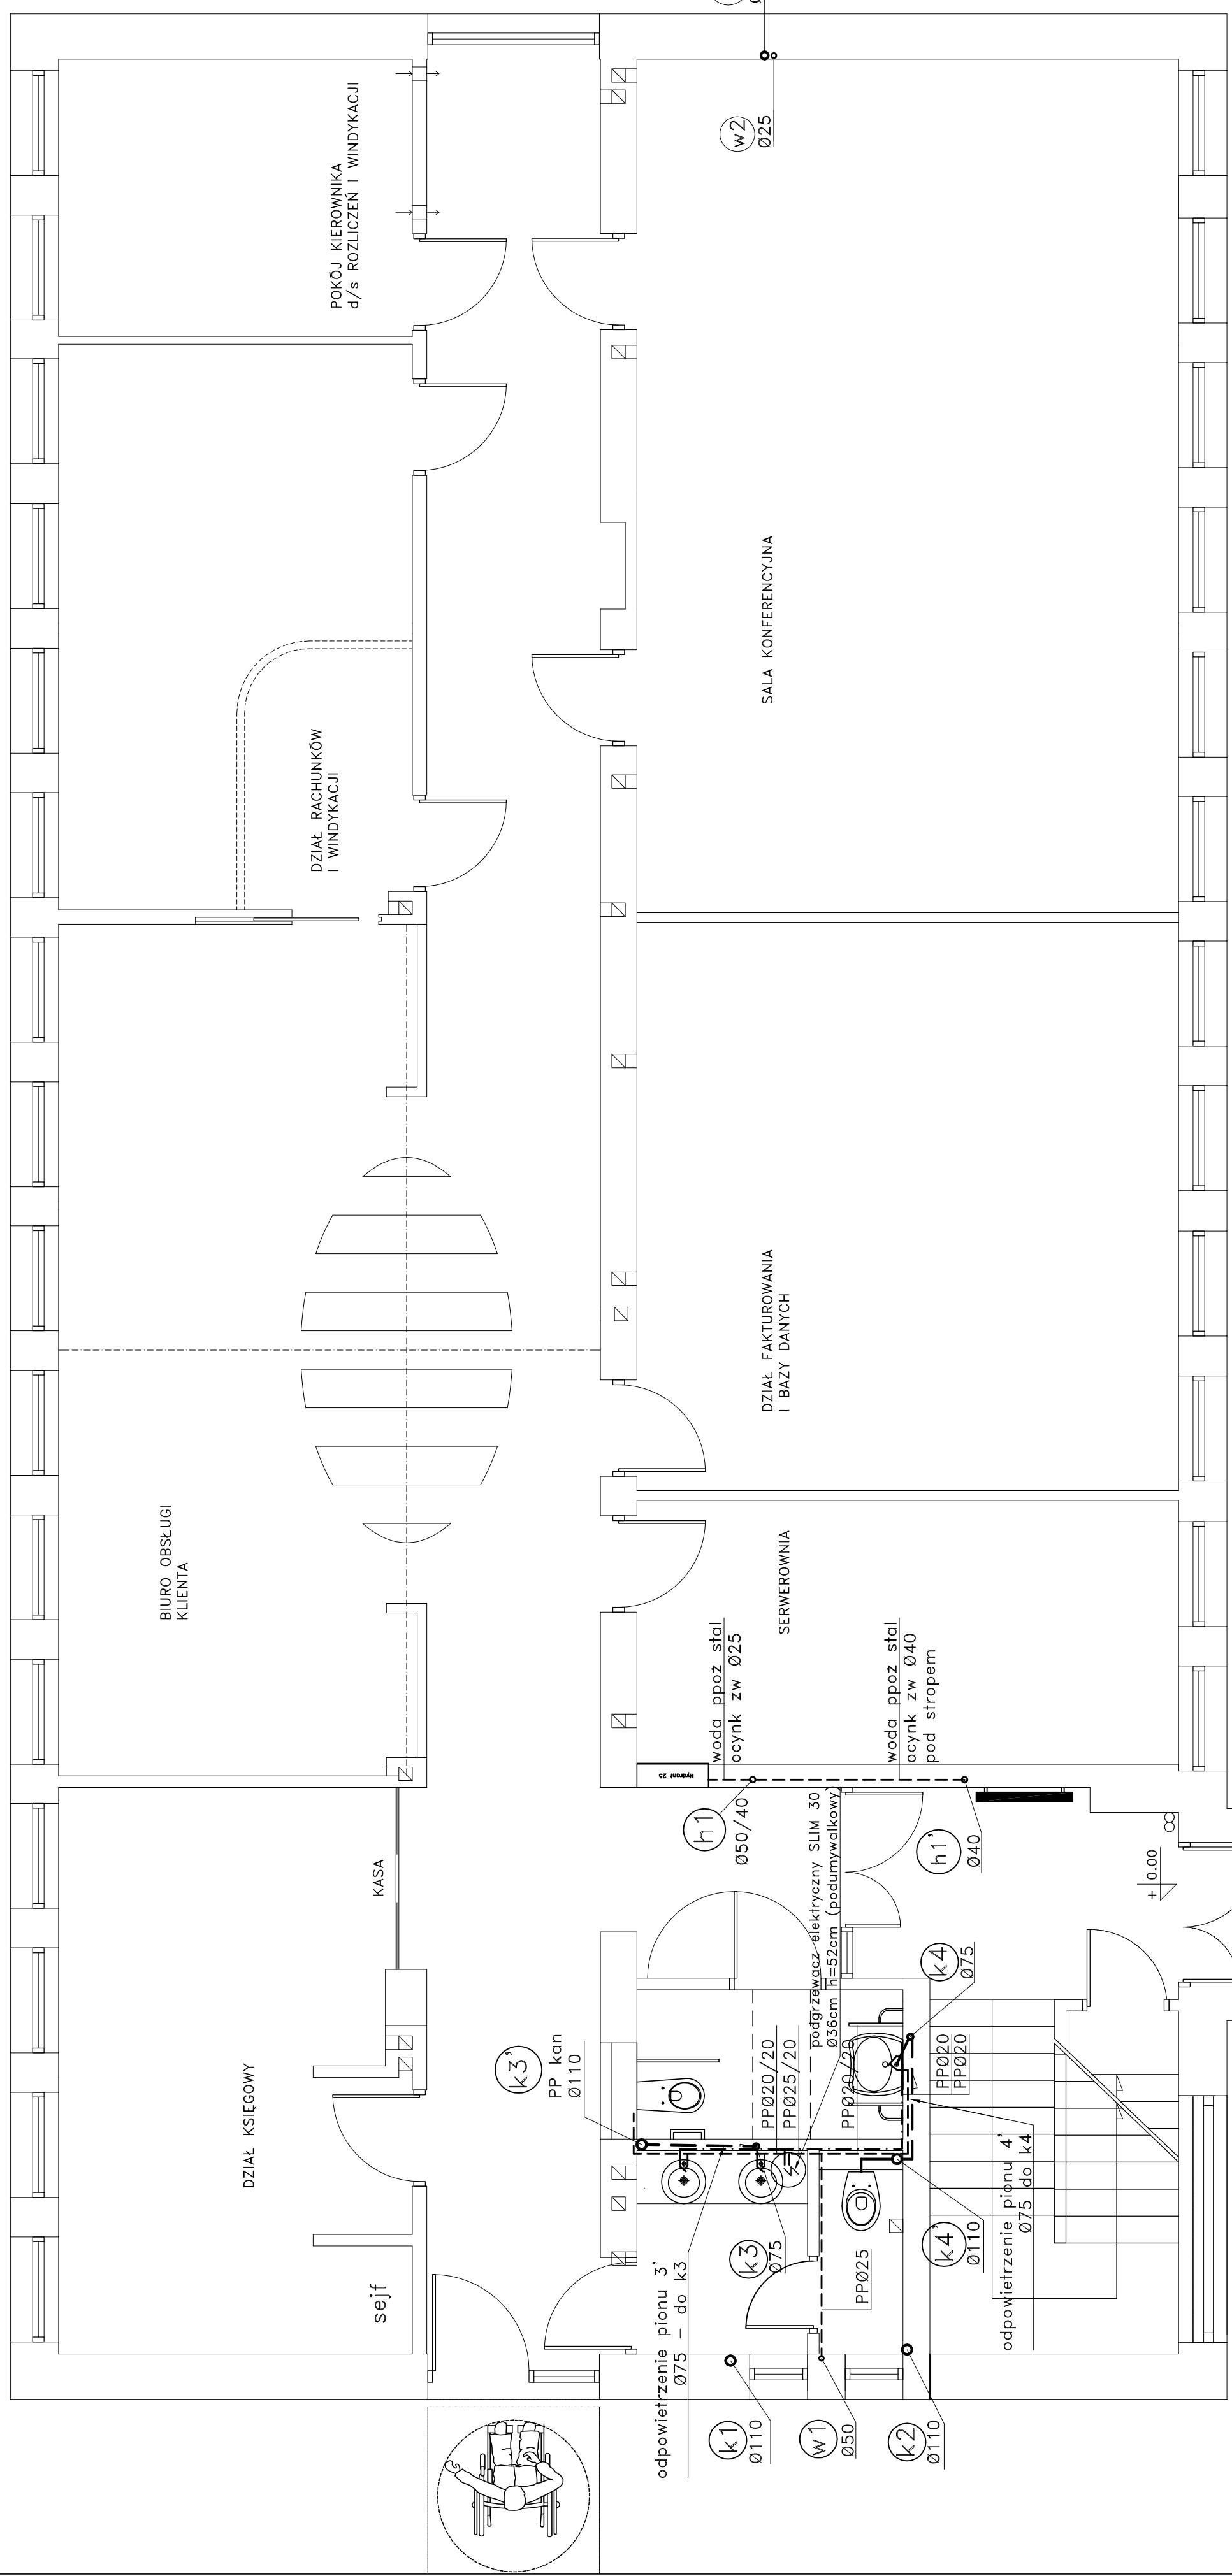 POKÓJ KIEROWNIKA
d/s ROZLICZEŃ I WINDYKACJI
DZIAŁ RACHUNKÓW
I WINDYKACJI
BIURO OBSŁUGI
KLIENTA
KASA
DZIAŁ KSIĘGOWY
sejf
w2
Ø25
SALA KONFERENCYJNA
DZIAŁ FAKTUROWANIA
I BAZY DANYCH
SERWEROWNIA
woda ppoż stal
ocynk zw Ø25
woda ppoż stal
ocynk zw Ø40
pod stropem
Hydrant 25
h1
Ø50/40
h1'
Ø40
podgrzewacz elektryczny SLIM 30
Ø36cm h=52cm (podumywalkowy)
+ 0.00
k3'
PP kan
Ø110
PPØ20/20
PPØ25/20
PPØ20/20
k4
Ø75
PPØ20
PPØ20
k3
Ø75
PPØ25
k4'
Ø110
odpowietrzenie pionu 4'
Ø75 do k4
odpowietrzenie pionu 3'
Ø75 – do k3
k1
Ø110
w1
Ø50
k2
Ø110